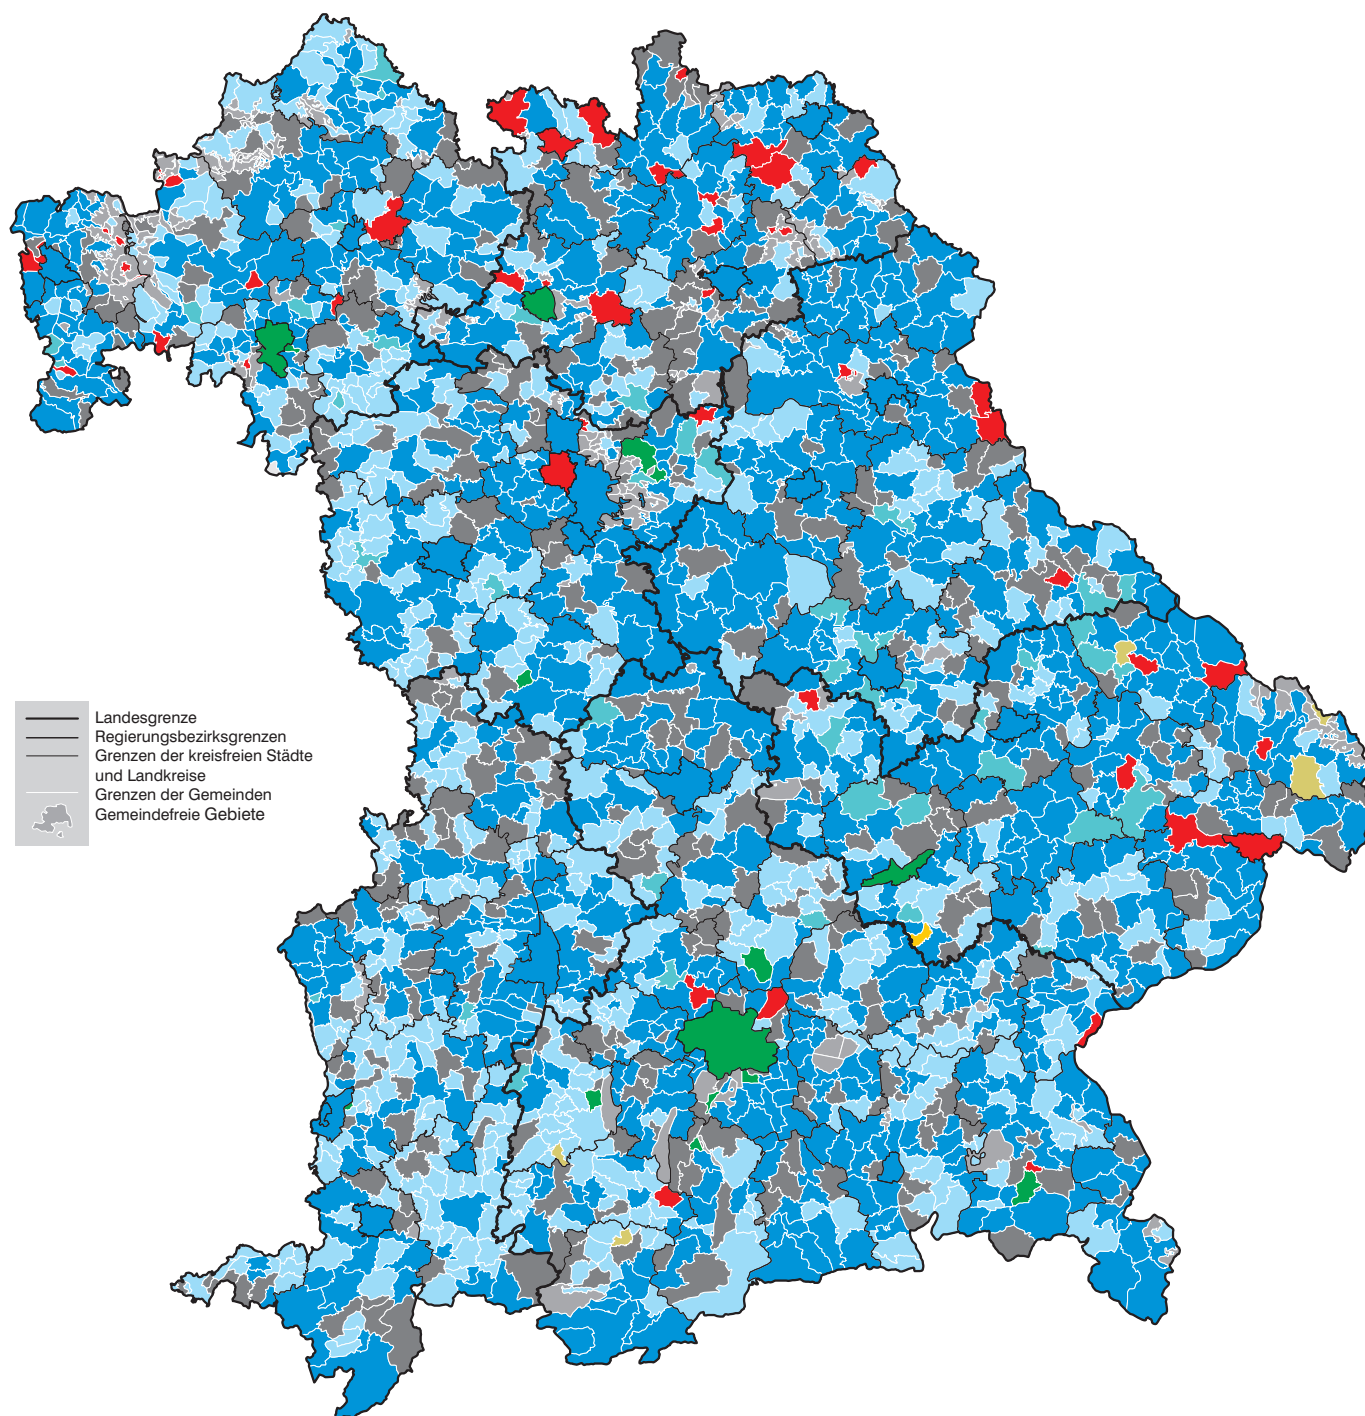 Landesgrenze
Regierungsbezirksgrenzen
Grenzen der kreisfreien Städte
und Landkreise
Grenzen der Gemeinden
Gemeindefreie Gebiete